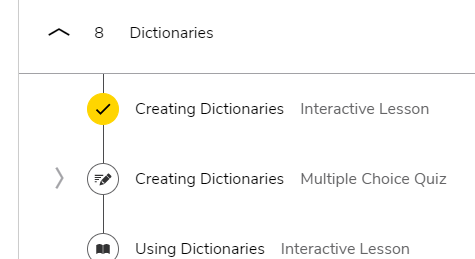 8 Dictionaries
Creating Dictionaries Interactive Lesson
Creating Dictionaries Multiple Choice Quiz
Using Dictionaries Interactive Lesson